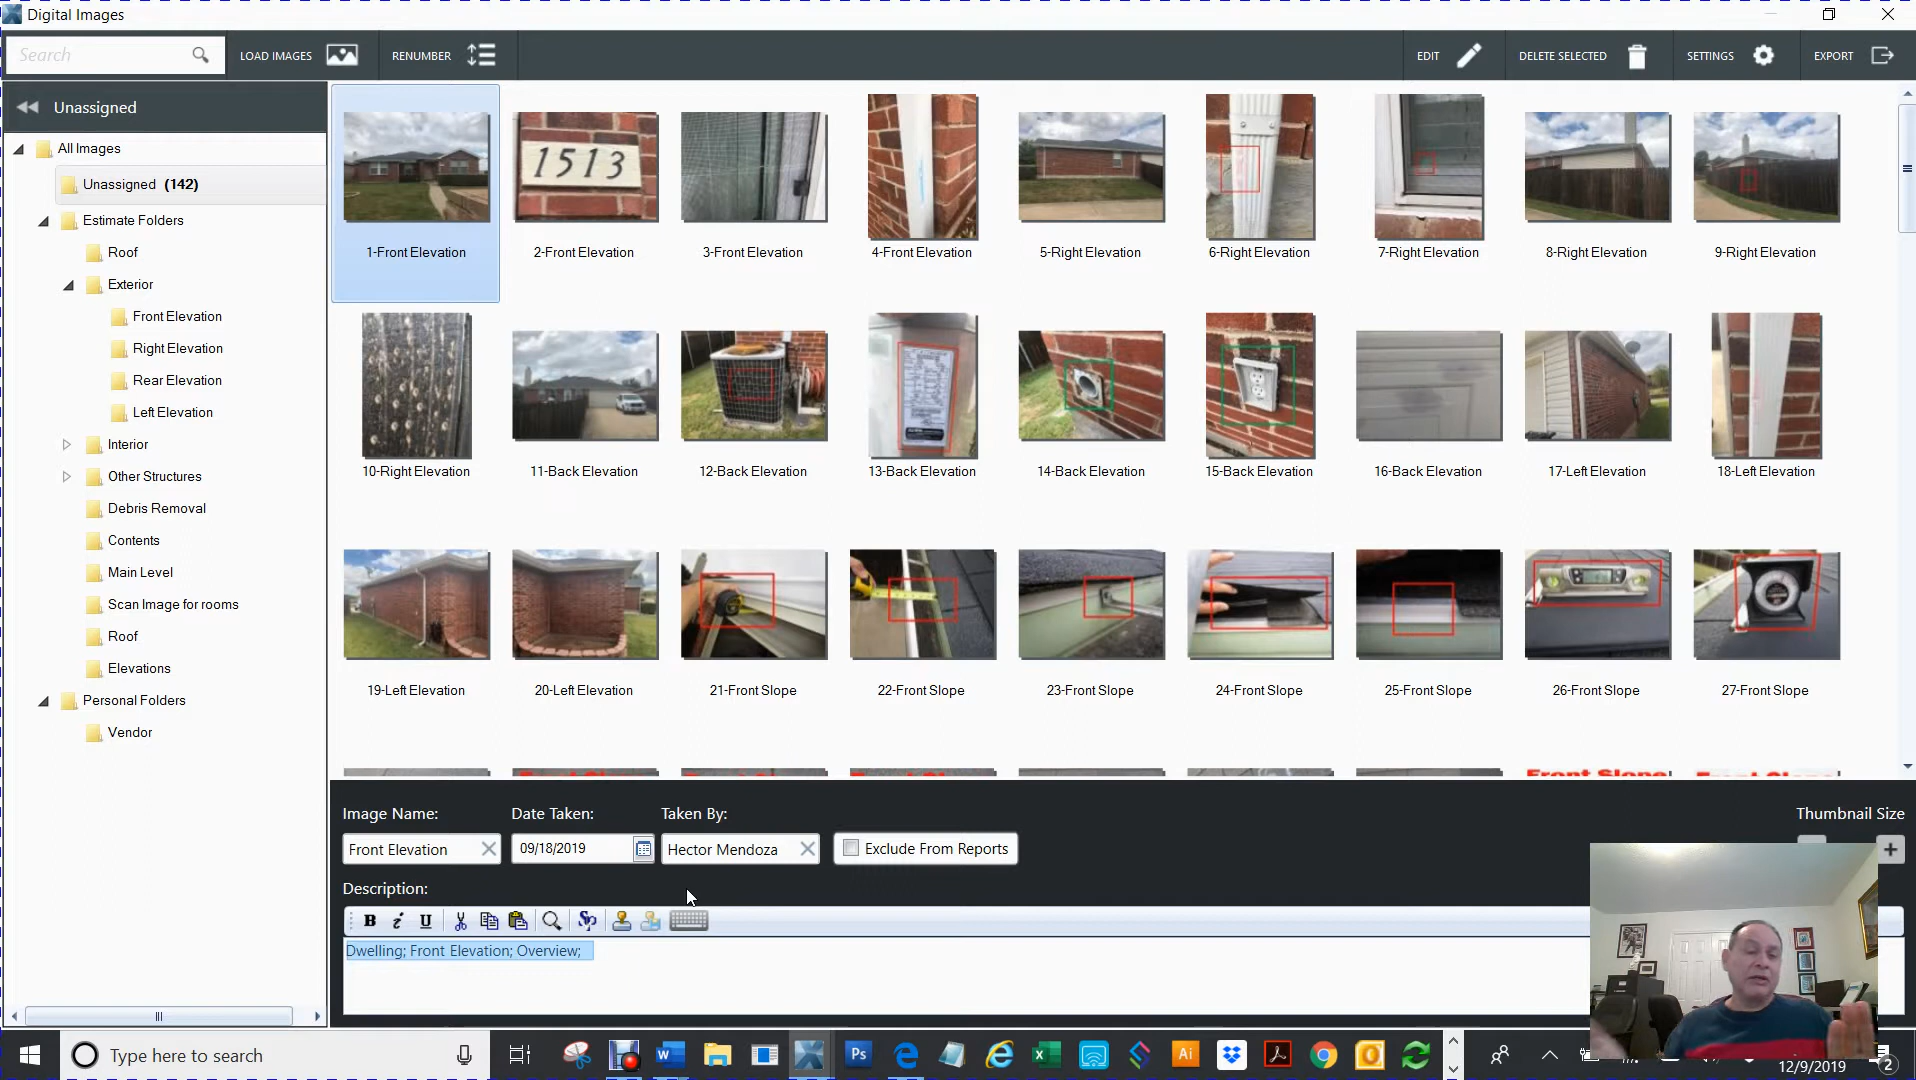 Digital Images
Search
LOAD IMAGES
RENUMBER
EDIT
DELETE SELECTED
SETTINGS
EXPORT
Unassigned
All Images
Unassigned (142)
Estimate Folders
Roof
Exterior
Front Elevation
Right Elevation
Rear Elevation
Left Elevation
Interior
Other Structures
Debris Removal
Contents
Main Level
Scan Image for rooms
Roof
Elevations
Personal Folders
Vendor
1513
1-Front Elevation
2-Front Elevation
3-Front Elevation
4-Front Elevation
5-Right Elevation
6-Right Elevation
7-Right Elevation
8-Right Elevation
9-Right Elevation
10-Right Elevation
11-Back Elevation
12-Back Elevation
13-Back Elevation
14-Back Elevation
15-Back Elevation
16-Back Elevation
17-Left Elevation
18-Left Elevation
19-Left Elevation
20-Left Elevation
21-Front Slope
22-Front Slope
23-Front Slope
24-Front Slope
25-Front Slope
26-Front Slope
27-Front Slope
Front Slope
Image Name:
Date Taken:
Taken By:
Thumbnail Size
Front Elevation
09/18/2019
Hector Mendoza
Exclude From Reports
Description:
B i U
Dwelling; Front Elevation; Overview;
Type here to search
Ps
Ai
12/9/2019
2